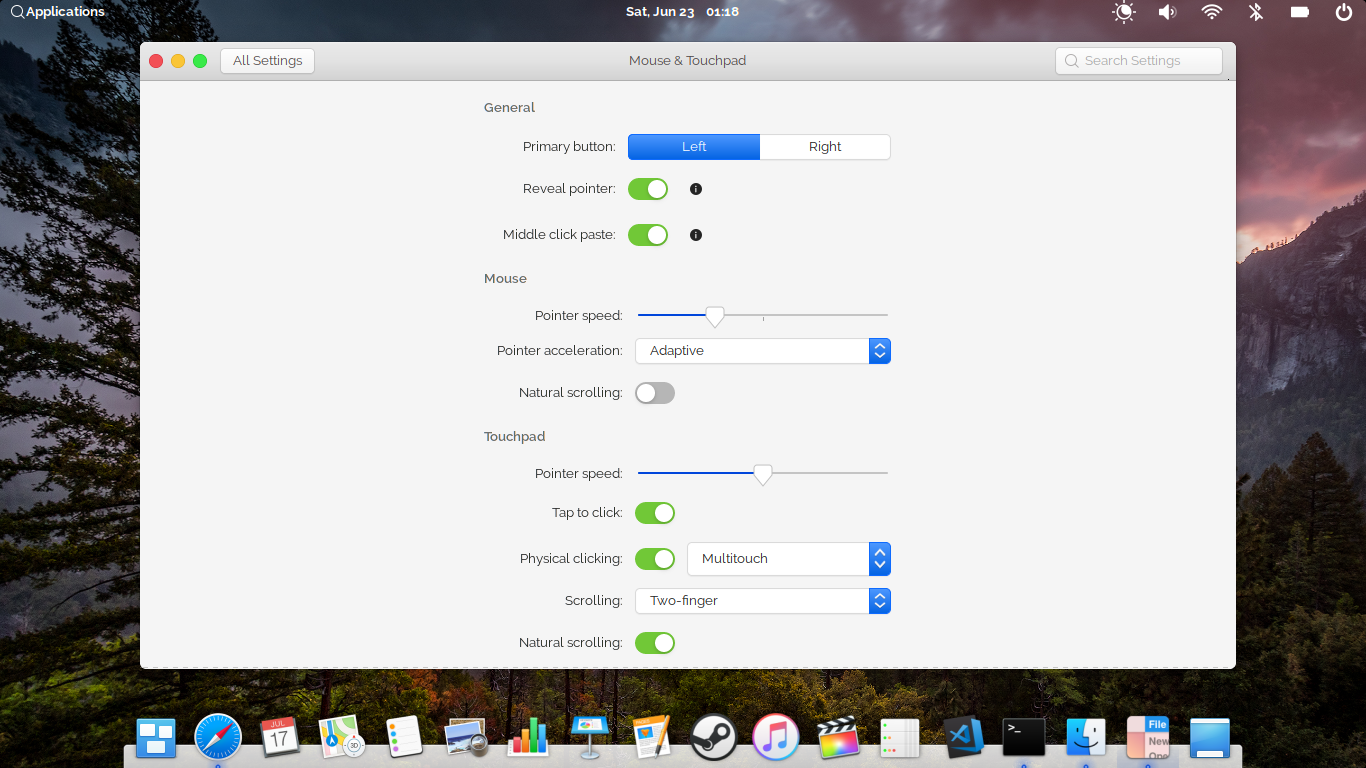 Applications
Sat, Jun 23 01:18
All Settings
Mouse & Touchpad
Search Settings
General
Primary button: Left Right
Reveal pointer:
Middle click paste:
Mouse
Pointer speed:
Pointer acceleration: Adaptive
Natural scrolling:
Touchpad
Pointer speed:
Tap to click:
Physical clicking: Multitouch
Scrolling: Two-finger
Natural scrolling:
JUL
17
3D
>_
File
New
Ope